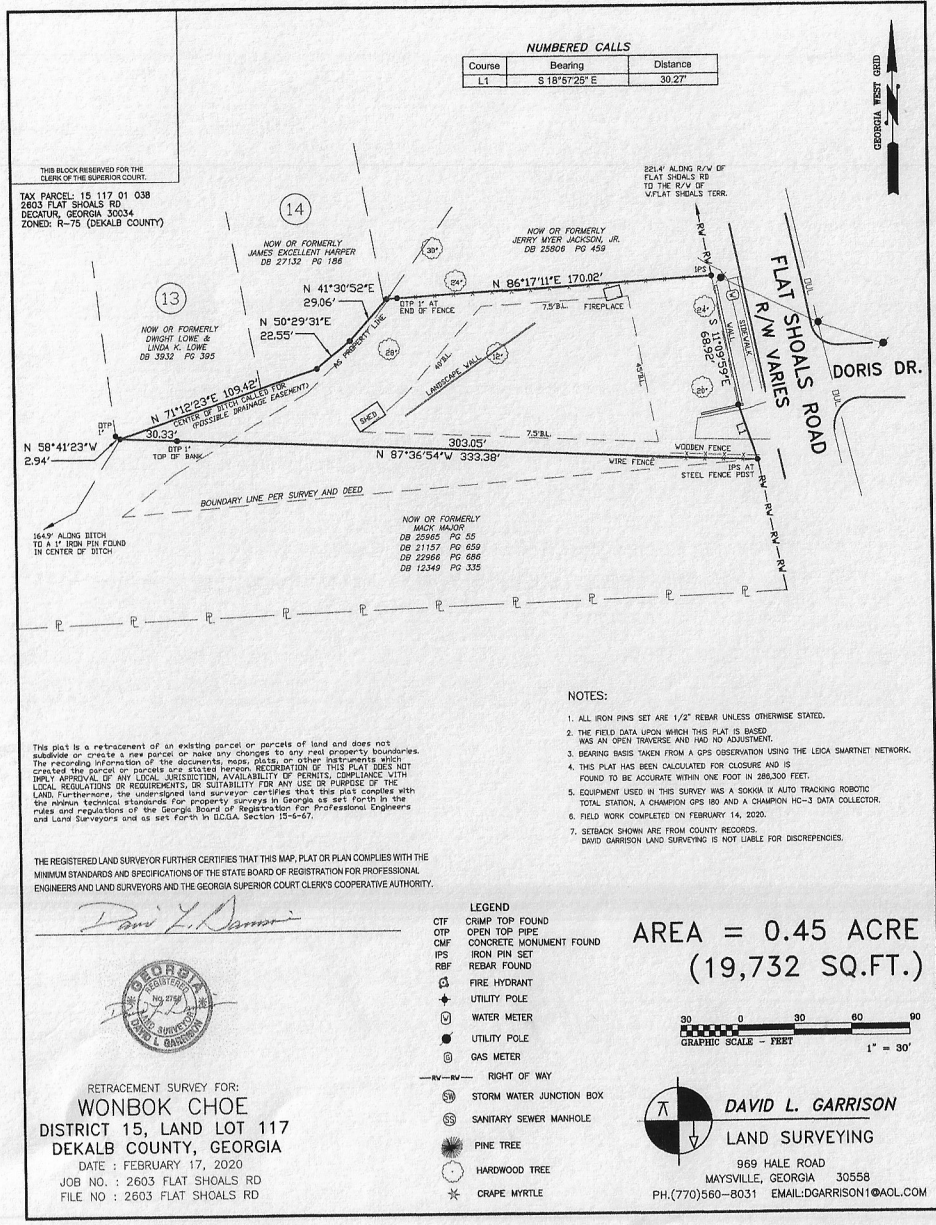 NUMBERED CALLS
Course Bearing Distance
L1 S 18°57'25" E 30.27'
GEORGIA WEST GRID
N
THIS BLOCK RESERVED FOR THE
CLERK OF THE SUPERIOR COURT.
TAX PARCEL: 15 117 01 038
2603 FLAT SHOALS RD
DECATUR, GEORGIA 30034
ZONED: R-75 (DEKALB COUNTY)
221.4' ALONG R/W OF
FLAT SHOALS RD
TO THE R/W OF
W.FLAT SHOALS TERR.
14
NOW OR FORMERLY
JAMES EXCELLENT HARPER
DB 27132 PG 186
30"
NOW OR FORMERLY
JERRY MYER JACKSON, JR.
DB 25806 PG 459
RW
RW
13
NOW OR FORMERLY
DWIGHT LOWE &
LINDA K. LOWE
DB 3932 PG 395
N 41°30'52"E
29.06'
N 50°29'31"E
22.55'
24"
N 86°17'11"E 170.02'
IPS
OTP 1" AT
END OF FENCE
7.5'B.L.
FIREPLACE
W
24"
S 11°09'59"E
68.92'
WALL
SIDEWALK
FLAT SHOALS ROAD
R/W VARIES
OUL
DORIS DR.
OUL
AS PROPERTY LINE
28"
40'B.L.
LANDSCAPE WALL
12"
45'B.L.
26"
SHED
7.5'B.L.
L1
N 71°12'23"E 109.42'
CENTER OF DITCH CALLED FOR
(POSSIBLE DRAINAGE EASEMENT)
OTP
1"
30.33'
OTP 1"
TOP OF BANK
N 58°41'23"W
2.94'
303.05'
N 87°36'54"W 333.38'
WOODEN FENCE
WIRE FENCE
IPS AT
STEEL FENCE POST
BOUNDARY LINE PER SURVEY AND DEED
164.9' ALONG DITCH
TO A 1" IRON PIN FOUND
IN CENTER OF DITCH
NOW OR FORMERLY
MACK MAJOR
DB 25965 PG 55
DB 21157 PG 659
DB 22966 PG 686
DB 12349 PG 335
RW
RW
RW
PL PL PL PL PL PL PL PL PL
NOTES:
1. ALL IRON PINS SET ARE 1/2" REBAR UNLESS OTHERWISE STATED.
2. THE FIELD DATA UPON WHICH THIS PLAT IS BASED
WAS AN OPEN TRAVERSE AND HAD NO ADJUSTMENT.
3. BEARING BASIS TAKEN FROM A GPS OBSERVATION USING THE LEICA SMARTNET NETWORK.
4. THIS PLAT HAS BEEN CALCULATED FOR CLOSURE AND IS
FOUND TO BE ACCURATE WITHIN ONE FOOT IN 286,300 FEET.
5. EQUIPMENT USED IN THIS SURVEY WAS A SOKKIA IX AUTO TRACKING ROBOTIC
TOTAL STATION, A CHAMPION GPS 180 AND A CHAMPION HC-3 DATA COLLECTOR.
6. FIELD WORK COMPLETED ON FEBRUARY 14, 2020.
7. SETBACK SHOWN ARE FROM COUNTY RECORDS.
DAVID GARRISON LAND SURVEYING IS NOT LIABLE FOR DISCREPENCIES.
This plat is a retracement of an existing parcel or parcels of land and does not
subdivide or create a new parcel or make any changes to any real property boundaries.
The recording information of the documents, maps, plats, or other instruments which
created the parcel or parcels are stated hereon. RECORDATION OF THIS PLAT DOES NOT
IMPLY APPROVAL OF ANY LOCAL JURISDICTION, AVAILABILITY OF PERMITS, COMPLIANCE WITH
LOCAL REGULATIONS OR REQUIREMENTS, OR SUITABILITY FOR ANY USE OR PURPOSE OF THE
LAND. Furthermore, the undersigned land surveyor certifies that this plat complies with
the minimum technical standards for property surveys in Georgia as set forth in the
rules and regulations of the Georgia Board of Registration for Professional Engineers
and Land Surveyors and as set forth in O.C.G.A. Section 15-6-67.
THE REGISTERED LAND SURVEYOR FURTHER CERTIFIES THAT THIS MAP, PLAT OR PLAN COMPLIES WITH THE
MINIMUM STANDARDS AND SPECIFICATIONS OF THE STATE BOARD OF REGISTRATION FOR PROFESSIONAL
ENGINEERS AND LAND SURVEYORS AND THE GEORGIA SUPERIOR COURT CLERK'S COOPERATIVE AUTHORITY.
GEORGIA
REGISTERED
LAND SURVEYOR
DAVID L GARRISON
LEGEND
CTF CRIMP TOP FOUND
OTP OPEN TOP PIPE
CMF CONCRETE MONUMENT FOUND
IPS IRON PIN SET
RBF REBAR FOUND
FIRE HYDRANT
UTILITY POLE
W WATER METER
UTILITY POLE
G GAS METER
RW RW RIGHT OF WAY
SW STORM WATER JUNCTION BOX
SS SANITARY SEWER MANHOLE
PINE TREE
HARDWOOD TREE
CRAPE MYRTLE
AREA = 0.45 ACRE
(19,732 SQ.FT.)
30 0 30 60 90
GRAPHIC SCALE - FEET
1" = 30'
RETRACEMENT SURVEY FOR:
WONBOK CHOE
DISTRICT 15, LAND LOT 117
DEKALB COUNTY, GEORGIA
DATE : FEBRUARY 17, 2020
JOB NO. : 2603 FLAT SHOALS RD
FILE NO : 2603 FLAT SHOALS RD
DAVID L. GARRISON
LAND SURVEYING
969 HALE ROAD
MAYSVILLE, GEORGIA 30558
PH.(770)560-8031 EMAIL:DGARRISON1@AOL.COM